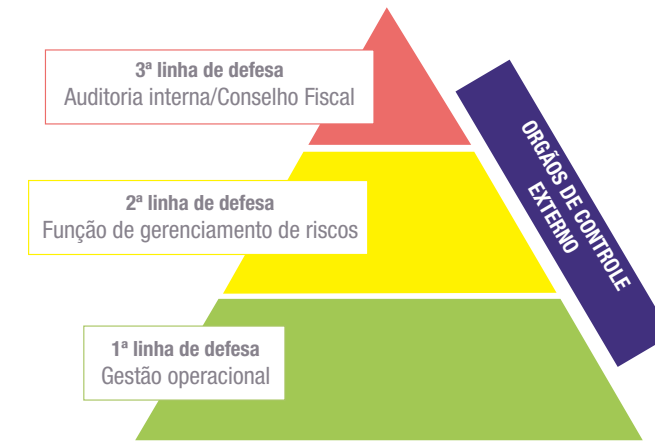 3ª linha de defesa
Auditoria interna/Conselho Fiscal
2ª linha de defesa
Função de gerenciamento de riscos
1ª linha de defesa
Gestão operacional
ORGÃOS DE CONTROLE
EXTERNO